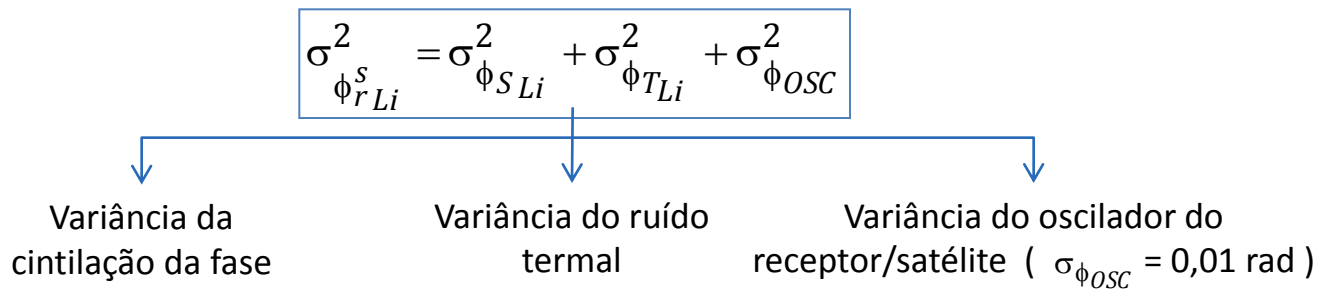 σ²_{ϕ^s_{r Li}} = σ²_{ϕ_{S Li}} + σ²_{ϕ_{T_{Li}}} + σ²_{ϕ_{OSC}}
Variância da
cintilação da fase
Variância do ruído
termal
Variância do oscilador do
receptor/satélite ( σ_{ϕ_{OSC}} = 0,01 rad )